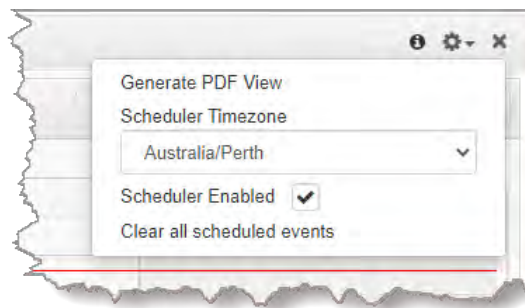 Generate PDF View
Scheduler Timezone
Australia/Perth
Scheduler Enabled
Clear all scheduled events